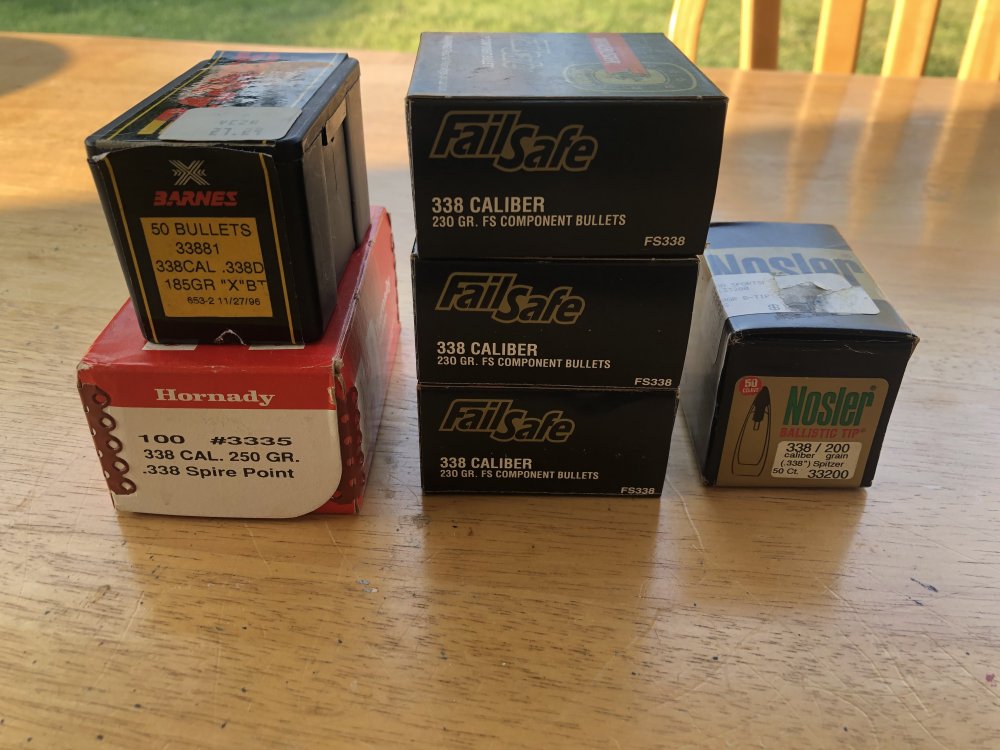 BARNES
50 BULLETS
33881
338CAL .338D
185GR "X"BT
653-2 11/27/96
Hornady
100 #3335
338 CAL. 250 GR.
.338 Spire Point
FailSafe
338 CALIBER
230 GR. FS COMPONENT BULLETS
FS338
FailSafe
338 CALIBER
230 GR. FS COMPONENT BULLETS
FS338
FailSafe
338 CALIBER
230 GR. FS COMPONENT BULLETS
FS338
Nosler
50 COUNT
Nosler®
BALLISTIC TIP®
338 / 200
caliber grain
(.338") Spitzer
50 Ct. 33200